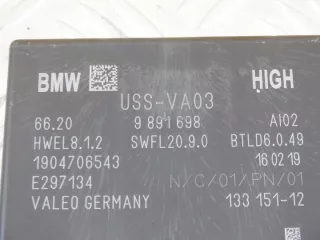 BMW HIGH
USS-VA03
66.20 9 891 698 AI02
HWEL8.1.2 SWFL20.9.0 BTLD6.0.49
1904706543 16 02 19
E297134 N/C/01/PN/01
VALEO GERMANY 133 151-12